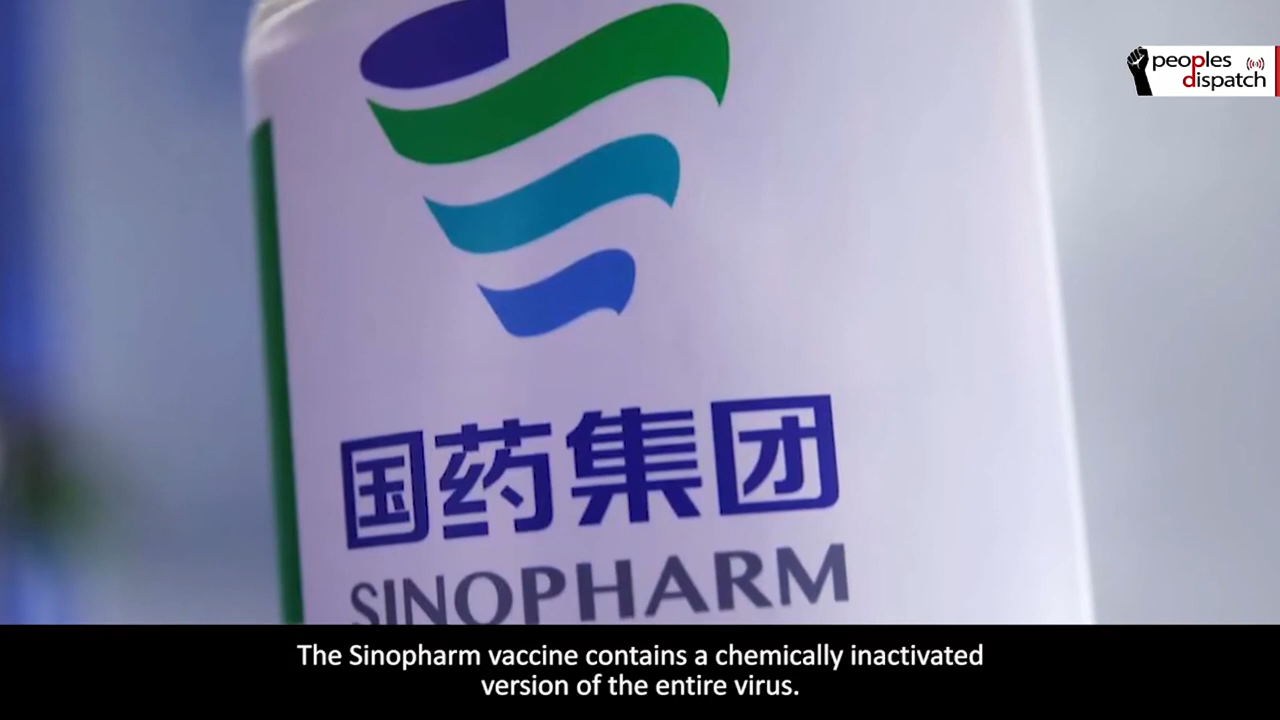 peoples
dispatch
国药集团
SINOPHARM
The Sinopharm vaccine contains a chemically inactivated
version of the entire virus.